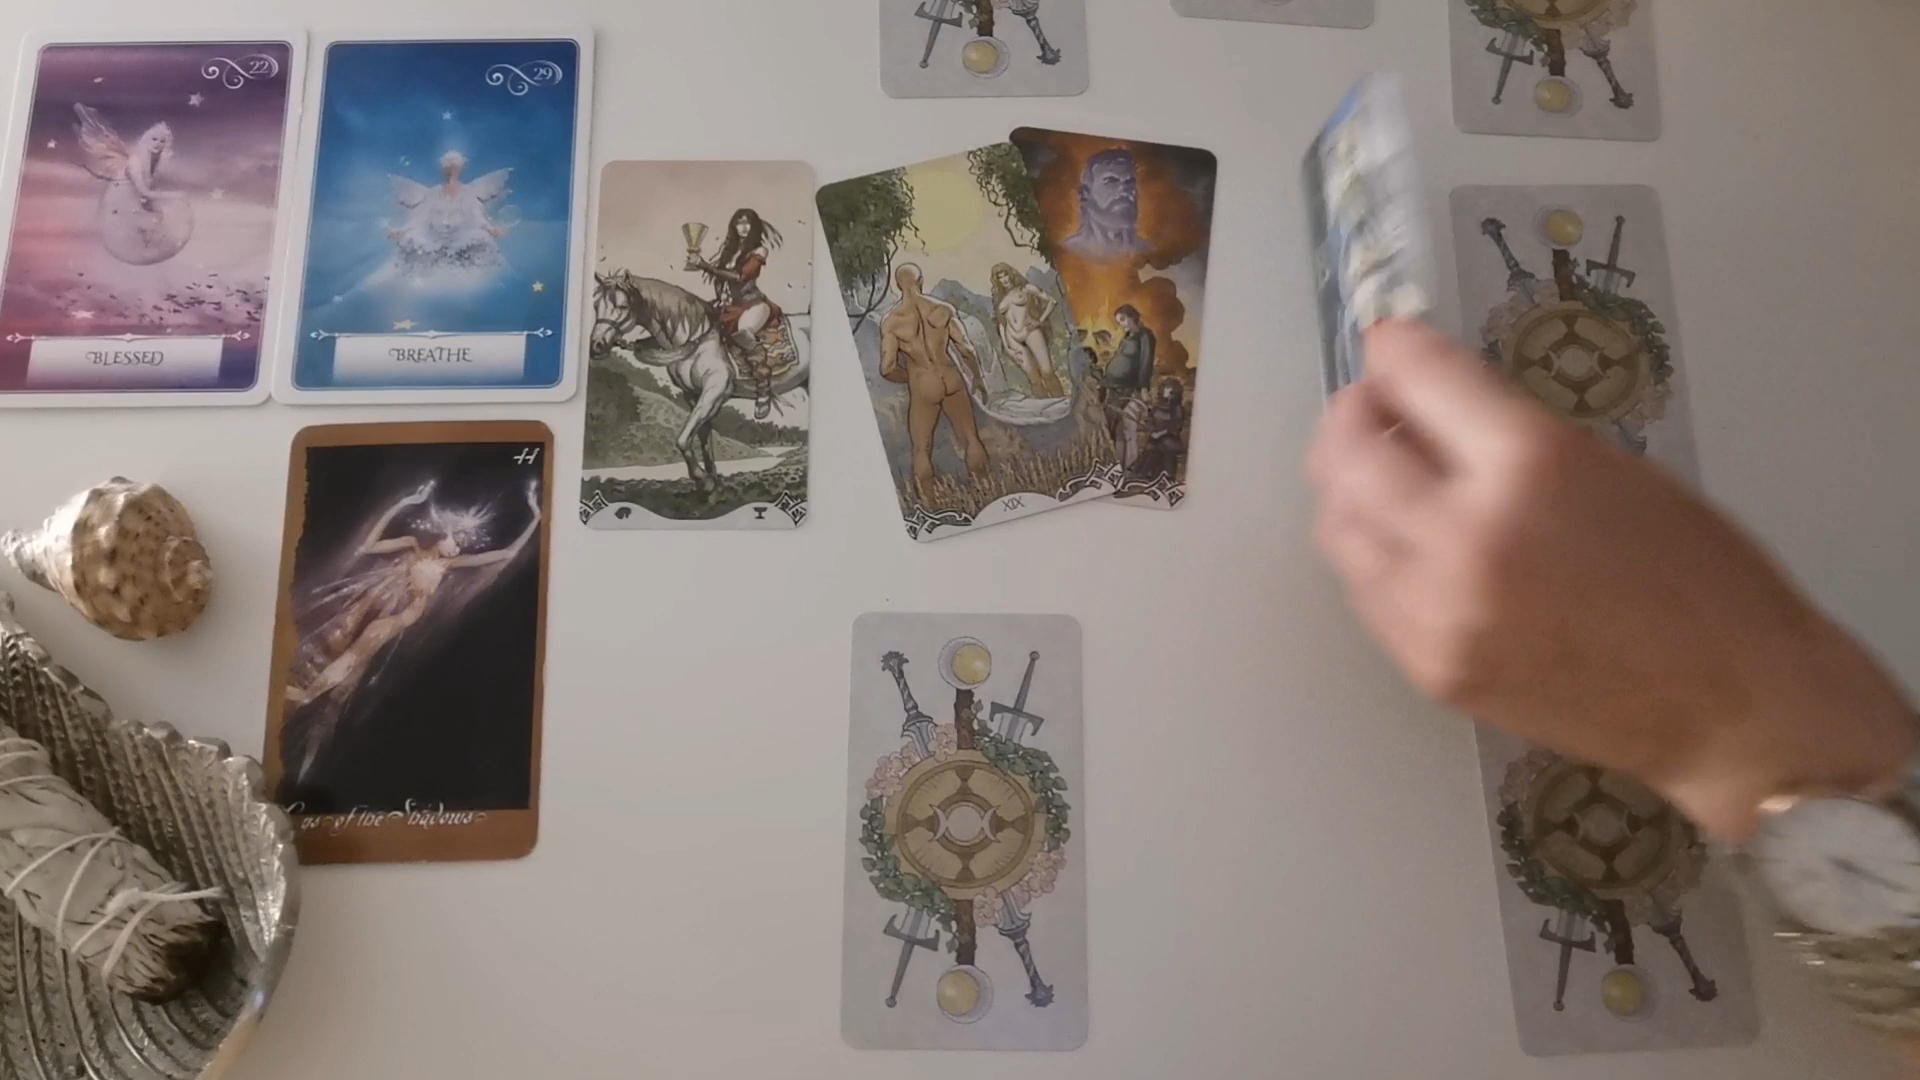 22
29
BLESSED
BREATHE
XIX
44
of the Shadows